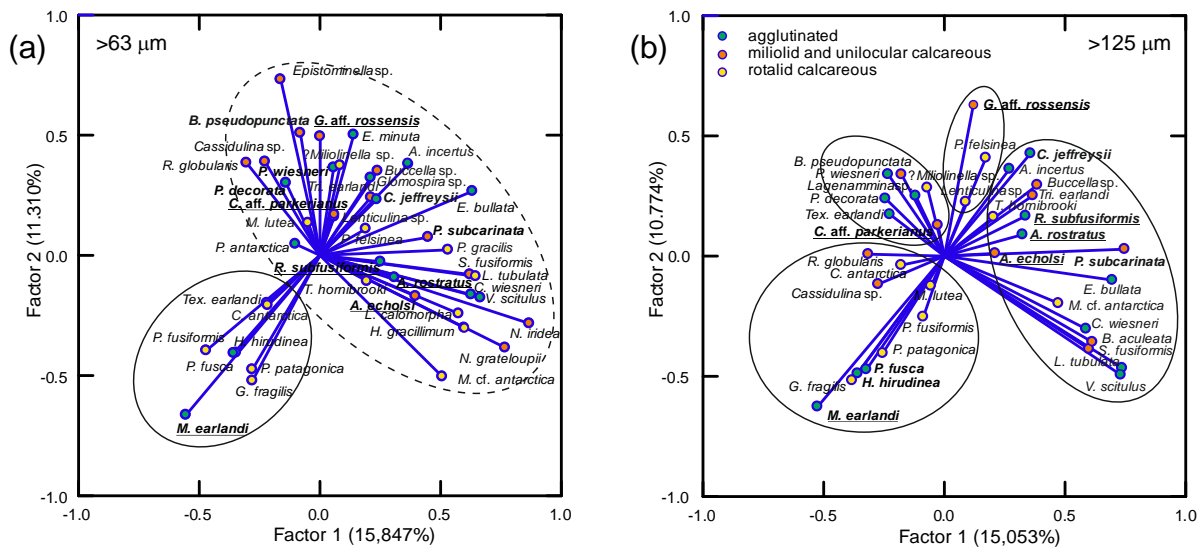 (a)
>63 μm
1.0
0.5
0.0
-0.5
-1.0
Factor 2 (11.310%)
Epistominella sp.
B. pseudopunctata
G. aff. rossensis
E. minuta
Cassidulina sp.
?Miliolinella sp.
A. incertus
R. globularis
P. wiesneri
Buccella sp.
Tri. earlandi
Glomospira sp.
P. decorata
C. jeffreysii
C. aff. parkerianus
E. bullata
M. lutea
Lenticulina sp.
P. subcarinata
P. felsinea
P. antarctica
P. gracilis
S. fusiformis
R. subfusiformis
L. tubulata
A. rostratus
C. wiesneri
T. hornibrooki
V. scitulus
Tex. earlandi
A. echolsi
C. antarctica
L. calomorpha
N. iridea
P. fusiformis
H. hirudinea
H. gracillimum
P. fusca
P. patagonica
N. grateloupii
G. fragilis
M. cf. antarctica
M. earlandi
-1.0
-0.5
0.0
0.5
1.0
Factor 1 (15,847%)
(b)
>125 μm
agglutinated
miliolid and unilocular calcareous
rotalid calcareous
1.0
0.5
0.0
-0.5
-1.0
Factor 2 (10.774%)
G. aff. rossensis
P. felsinea
B. pseudopunctata
C. jeffreysii
P. wiesneri
?Miliolinella sp.
A. incertus
Lagenammina sp.
Lenticulina sp.
Buccella sp.
P. decorata
Tri. earlandi
Tex. earlandi
T. hornibrooki
R. subfusiformis
C. aff. parkerianus
A. rostratus
R. globularis
A. echolsi
P. subcarinata
C. antarctica
E. bullata
Cassidulina sp.
M. lutea
M. cf. antarctica
P. fusiformis
C. wiesneri
P. patagonica
B. aculeata
S. fusiformis
P. fusca
L. tubulata
G. fragilis
H. hirudinea
V. scitulus
M. earlandi
-1.0
-0.5
0.0
0.5
1.0
Factor 1 (15,053%)